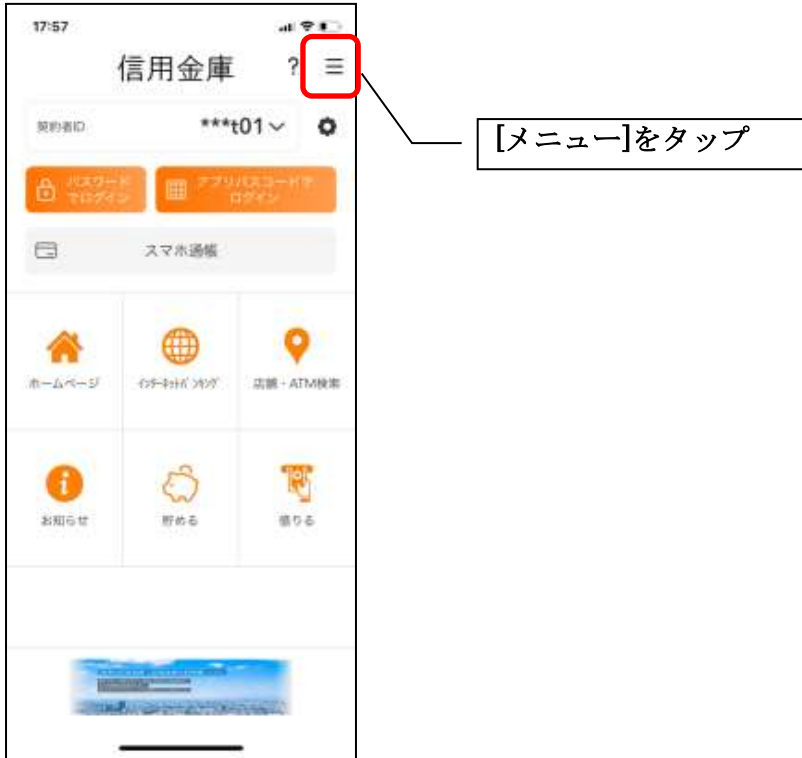 17:57
信用金庫 ? ☰
契約者ID ***t01
[メニュー]をタップ
パスワード
でログイン
アプリパスコードで
ログイン
スマホ通帳
ホームページ
インターネットバンキング
店舗・ATM検索
お知らせ
貯める
借りる